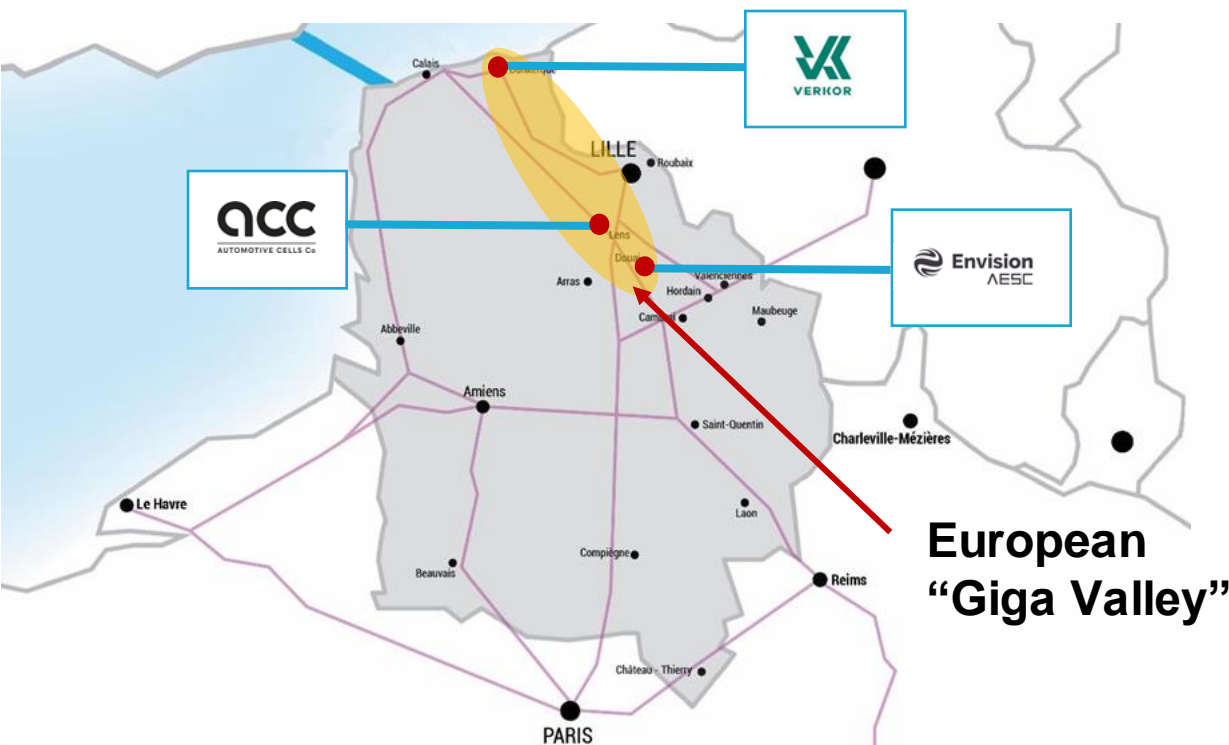 VERKOR
Calais
Dunkerque
LILLE
Roubaix
acc
AUTOMOTIVE CELLS Co
Lens
Douai
Envision
AESC
Valenciennes
Arras
Hordain
Maubeuge
Abbeville
Amiens
Saint-Quentin
Charleville-Mézières
Le Havre
Laon
European
“Giga Valley”
Compiègne
Beauvais
Reims
Château - Thierry
PARIS